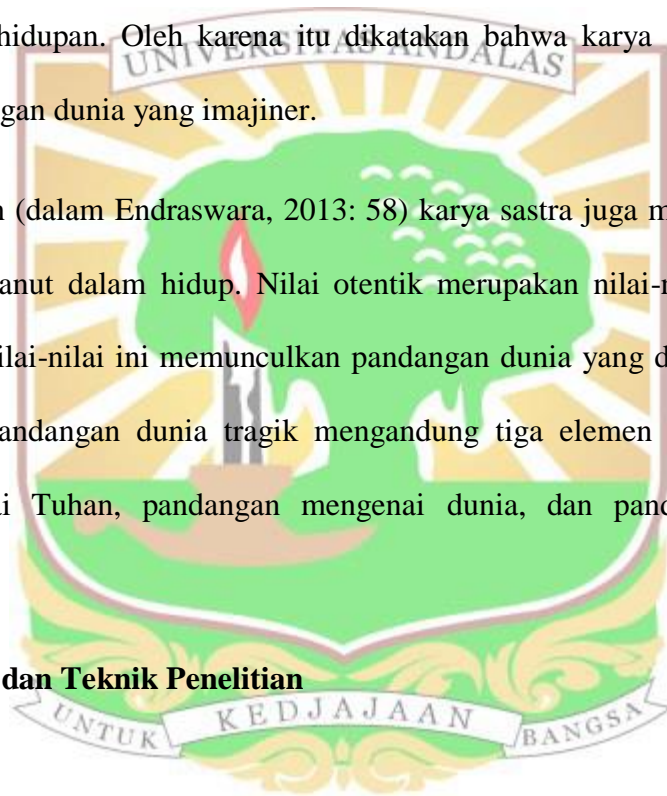 hidupan. Oleh karena itu dikatakan bahwa karya
UNIVERSITAS ANDALAS
gan dunia yang imajiner.
(dalam Endraswara, 2013: 58) karya sastra juga
anut dalam hidup. Nilai otentik merupakan
ilai-nilai ini memunculkan pandangan dunia yang
andangan dunia tragik mengandung tiga elemen
Tuhan, pandangan mengenai dunia, dan
dan Teknik Penelitian
UNTUK KEDJAJAAN BANGSA